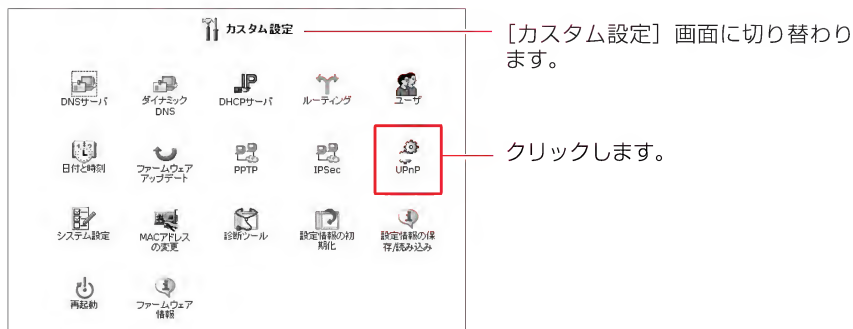 カスタム設定
［カスタム設定］画面に切り替わり
ます。
DNSサーバ
ダイナミック
DNS
DHCPサーバ
ルーティング
ユーザ
クリックします。
日付と時刻
ファームウェア
アップデート
PPTP
IPSec
UPnP
システム設定
MACアドレス
の変更
診断ツール
設定情報の初
期化
設定情報の保
存/読み込み
再起動
ファームウェア
情報